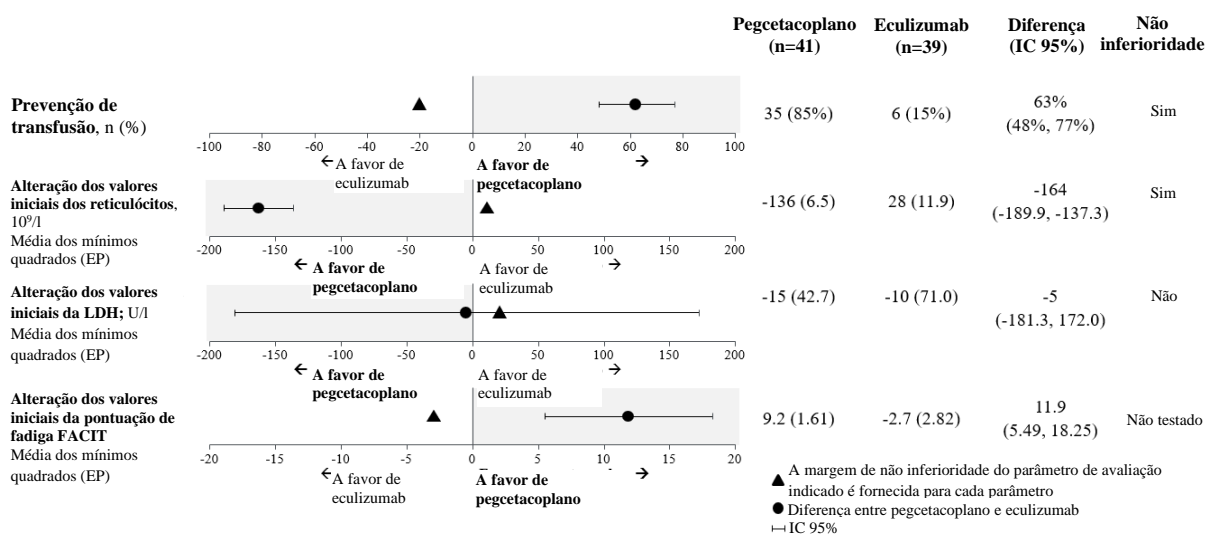 Pegcetacoplano Eculizumab Diferença Não
(n=41) (n=39) (IC 95%) inferioridade
Prevenção de
transfusão, n (%)
35 (85%) 6 (15%) 63%
(48%, 77%) Sim
-100 -80 -60 -40 -20 0 20 40 60 80 100
← A favor de
eculizumab
A favor de →
pegcetacoplano
Alteração dos valores
iniciais dos reticulócitos,
10⁹/l
Média dos mínimos
quadrados (EP)
-136 (6.5) 28 (11.9) -164
(-189.9, -137.3) Sim
-200 -150 -100 -50 0 50 100 150 200
← A favor de
pegcetacoplano
A favor de →
eculizumab
Alteração dos valores
iniciais da LDH; U/l
Média dos mínimos
quadrados (EP)
-15 (42.7) -10 (71.0) -5
(-181.3, 172.0) Não
-200 -150 -100 -50 0 50 100 150 200
← A favor de
pegcetacoplano
A favor de →
eculizumab
Alteração dos valores
iniciais da pontuação de
fadiga FACIT
Média dos mínimos
quadrados (EP)
9.2 (1.61) -2.7 (2.82) 11.9
(5.49, 18.25) Não testado
-20 -15 -10 -5 0 5 10 15 20
← A favor de
eculizumab
A favor de →
pegcetacoplano
▲ A margem de não inferioridade do parâmetro de avaliação
indicado é fornecida para cada parâmetro
● Diferença entre pegcetacoplano e eculizumab
IC 95%